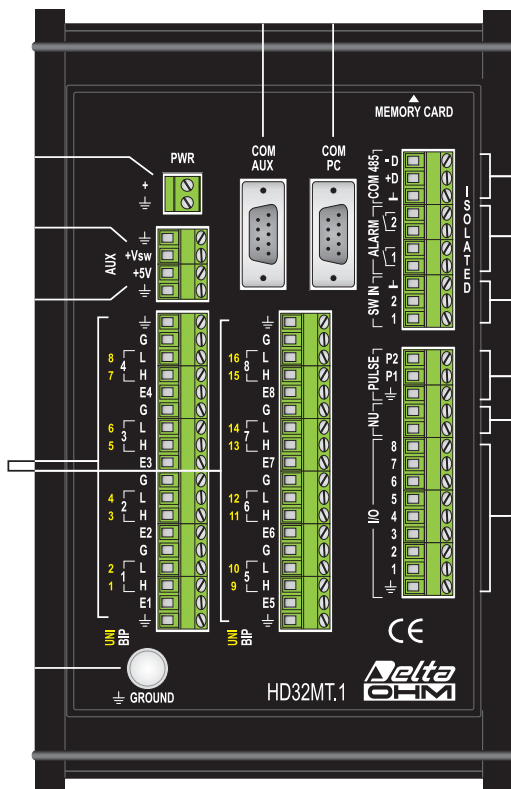 MEMORY CARD
PWR
+
COM AUX
COM PC
COM 485
- D
+D
ISOLATED
ALARM
2
1
SW IN
2
1
AUX
+Vsw
+5V
G
8 L
4
7 H
E4
G
6 L
3
5 H
E3
G
4 L
2
3 H
E2
G
2 L
1
1 H
E1
UNI
BIP
G
16 L
8
15 H
E8
G
14 L
7
13 H
E7
G
12 L
6
11 H
E6
G
10 L
5
9 H
E5
UNI
BIP
PULSE
P2
P1
NU
I/O
8
7
6
5
4
3
2
1
CE
GROUND
HD32MT.1
Delta
OHM